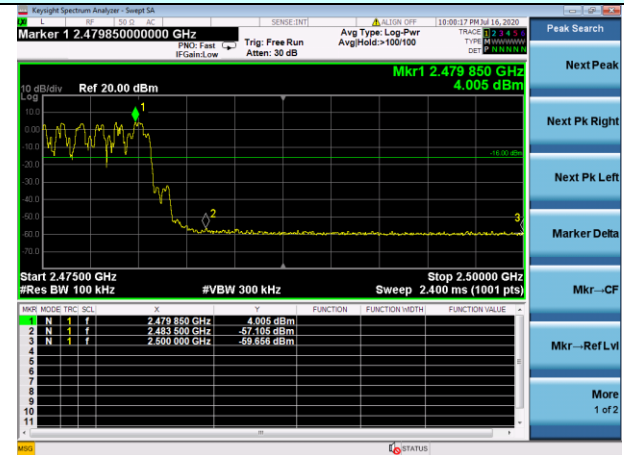 Keysight Spectrum Analyzer - Swept SA
L RF 50 Ω AC SENSE:INT ALIGN OFF 10:00:17 PM Jul 16, 2020
Marker 1 2.479850000000 GHz
PNO: Fast
IFGain:Low
Trig: Free Run
Atten: 30 dB
Avg Type: Log-Pwr
Avg|Hold:>100/100
TRACE 1 2 3 4 5 6
TYPE M WWWWW
DET P N N N N N
Peak Search
Mkr1 2.479 850 GHz
4.005 dBm
10 dB/div Ref 20.00 dBm
Log
10.0
0.00
-10.0
-20.0
-30.0
-40.0
-50.0
-60.0
-70.0
1
-16.00 dBm
2
3
Start 2.47500 GHz Stop 2.50000 GHz
#Res BW 100 kHz #VBW 300 kHz Sweep 2.400 ms (1001 pts)
MKR MODE TRC SCL X Y FUNCTION FUNCTION WIDTH FUNCTION VALUE
1 N 1 f 2.479 850 GHz 4.005 dBm
2 N 1 f 2.483 500 GHz -57.105 dBm
3 N 1 f 2.500 000 GHz -59.656 dBm
4
5
6
7
8
9
10
11
MSG STATUS
Next Peak
Next Pk Right
Next Pk Left
Marker Delta
Mkr→CF
Mkr→Ref Lvl
More
1 of 2